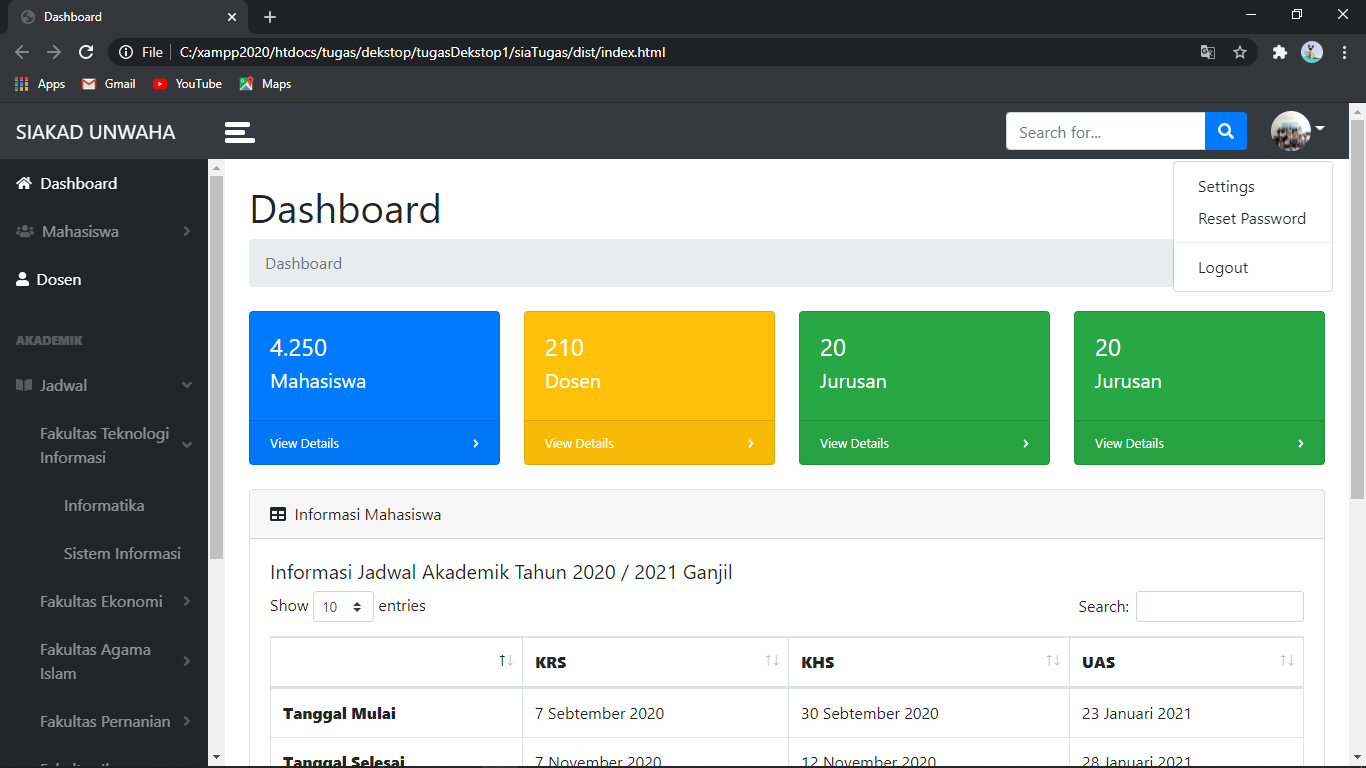 Dashboard
File
C:/xampp2020/htdocs/tugas/dekstop/tugasDekstop1/siaTugas/dist/index.html
Apps
Gmail
YouTube
Maps
SIAKAD UNWAHA
Search for...
Settings
Reset Password
Logout
Dashboard
Mahasiswa
Dosen
AKADEMIK
Jadwal
Fakultas Teknologi
Informasi
Informatika
Sistem Informasi
Fakultas Ekonomi
Fakultas Agama
Islam
Fakultas Pernanian
Dashboard
Dashboard
4.250
Mahasiswa
View Details
210
Dosen
View Details
20
Jurusan
View Details
20
Jurusan
View Details
Informasi Mahasiswa
Informasi Jadwal Akademik Tahun 2020 / 2021 Ganjil
Show 10 entries
Search:
KRS KHS UAS
Tanggal Mulai 7 Sebtember 2020 30 Sebtember 2020 23 Januari 2021
Tanggal Selesai 7 November 2020 12 November 2020 28 Januari 2021